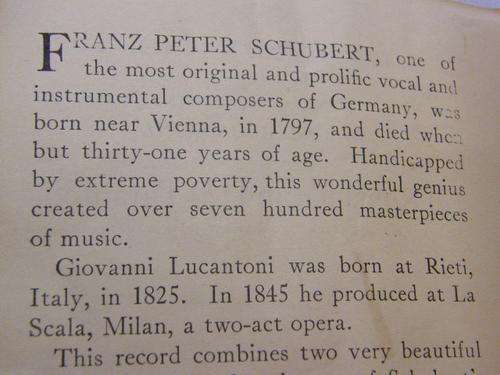 FRANZ PETER SCHUBERT, one of
the most original and prolific vocal and
instrumental composers of Germany, was
born near Vienna, in 1797, and died when
but thirty-one years of age. Handicapped
by extreme poverty, this wonderful genius
created over seven hundred masterpieces
of music.
Giovanni Lucantoni was born at Rieti,
Italy, in 1825. In 1845 he produced at La
Scala, Milan, a two-act opera.
This record combines two very beautiful